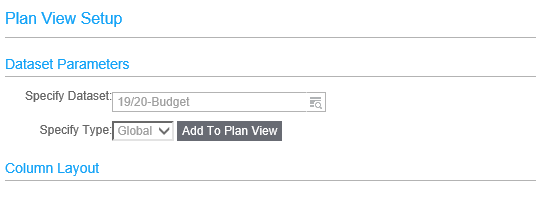 Plan View Setup
Dataset Parameters
Specify Dataset: 19/20-Budget
Specify Type: Global Add To Plan View
Column Layout